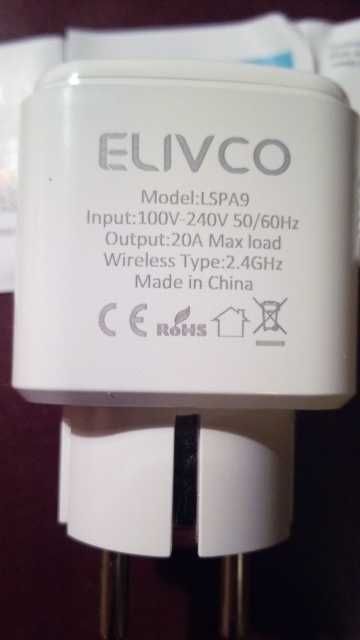 ELIVCO
Model:LSPA9
Input:100V-240V 50/60Hz
Output:20A Max load
Wireless Type:2.4GHz
Made in China
CE RoHS